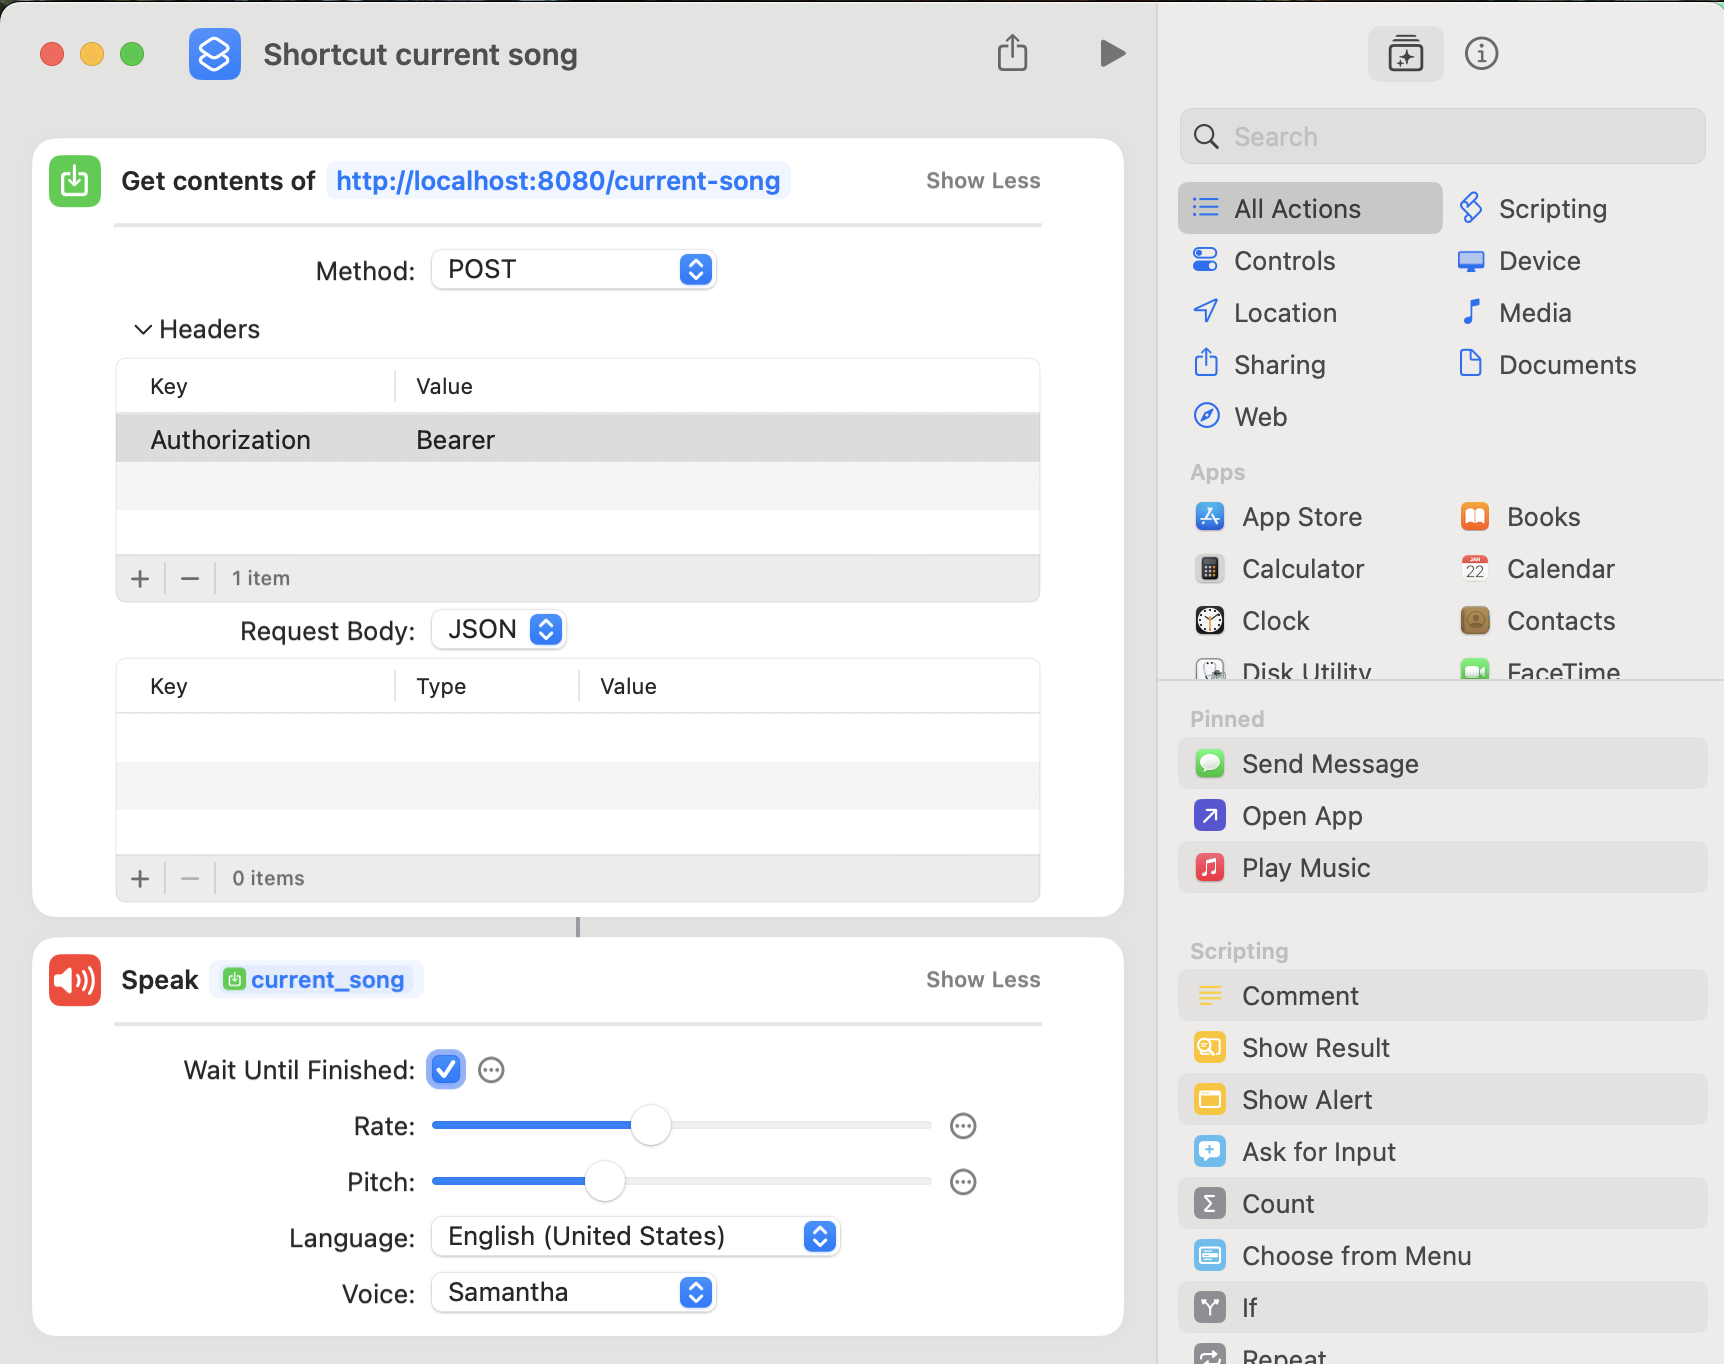 Shortcut current song
Get contents of http://localhost:8080/current-song Show Less
Method: POST
Headers
Key Value
Authorization Bearer
1 item
Request Body: JSON
Key Type Value
0 items
Speak current_song Show Less
Wait Until Finished:
Rate:
Pitch:
Language: English (United States)
Voice: Samantha
Search
All Actions Scripting
Controls Device
Location Media
Sharing Documents
Web
Apps
App Store Books
Calculator JAN 22 Calendar
Clock Contacts
Disk Utility FaceTime
Pinned
Send Message
Open App
Play Music
Scripting
Comment
Show Result
Show Alert
Ask for Input
Count
Choose from Menu
If
Repeat